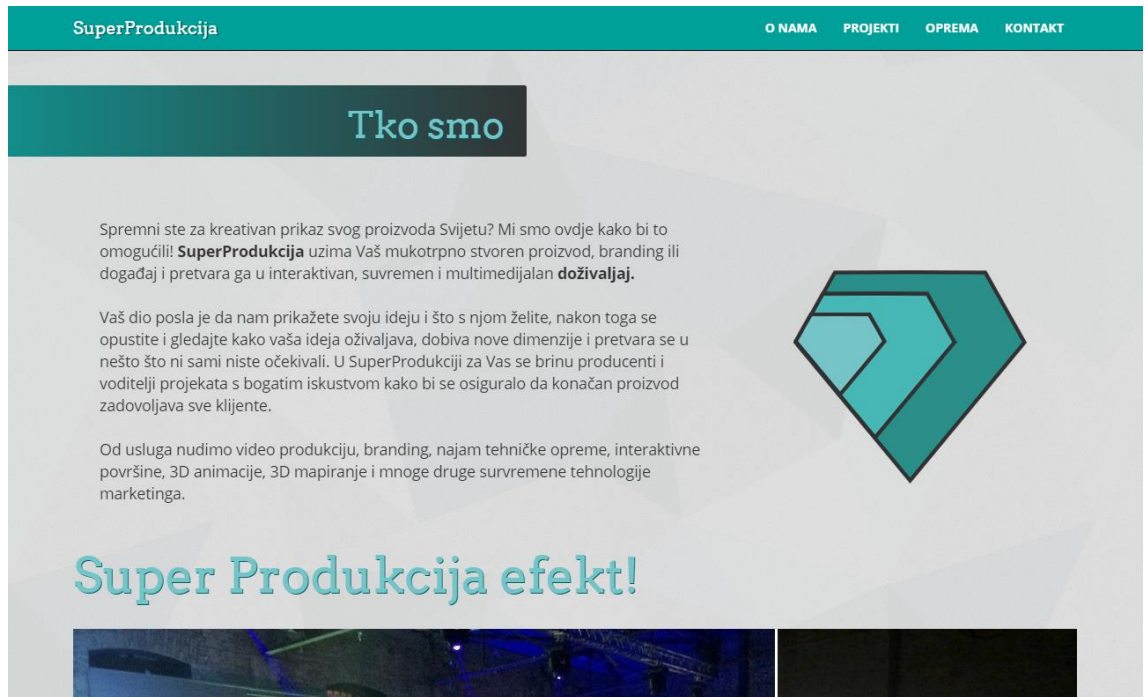 SuperProdukcija
O NAMA PROJEKTI OPREMA KONTAKT
Tko smo
Spremni ste za kreativan prikaz svog proizvoda Svijetu? Mi smo ovdje kako bi to
omogućili! SuperProdukcija uzima Vaš mukotrpno stvoren proizvod, branding ili
događaj i pretvara ga u interaktivan, suvremen i multimedijalan doživaljaj.
Vaš dio posla je da nam prikažete svoju ideju i što s njom želite, nakon toga se
opustite i gledajte kako vaša ideja oživaljava, dobiva nove dimenzije i pretvara se u
nešto što ni sami niste očekivali. U SuperProdukciji za Vas se brinu producenti i
voditelji projekata s bogatim iskustvom kako bi se osiguralo da konačan proizvod
zadovoljava sve klijente.
Od usluga nudimo video produkciju, branding, najam tehničke opreme, interaktivne
površine, 3D animacije, 3D mapiranje i mnoge druge survremene tehnologije
marketinga.
Super Produkcija efekt!